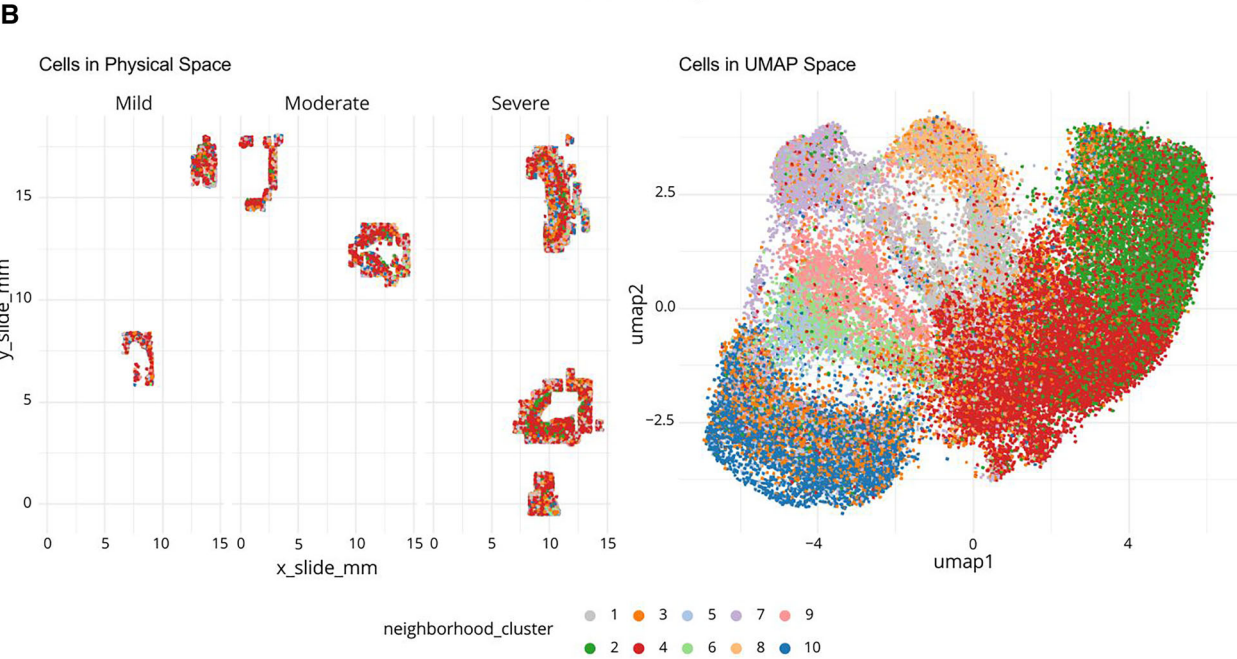 B
Cells in Physical Space
Cells in UMAP Space
Mild
Moderate
Severe
15
10
5
0
y_slide_mm
0 5 10 15 0 5 10 15 0 5 10 15
x_slide_mm
2.5
0.0
−2.5
umap2
−4 0 4
umap1
neighborhood_cluster
1 3 5 7 9
2 4 6 8 10